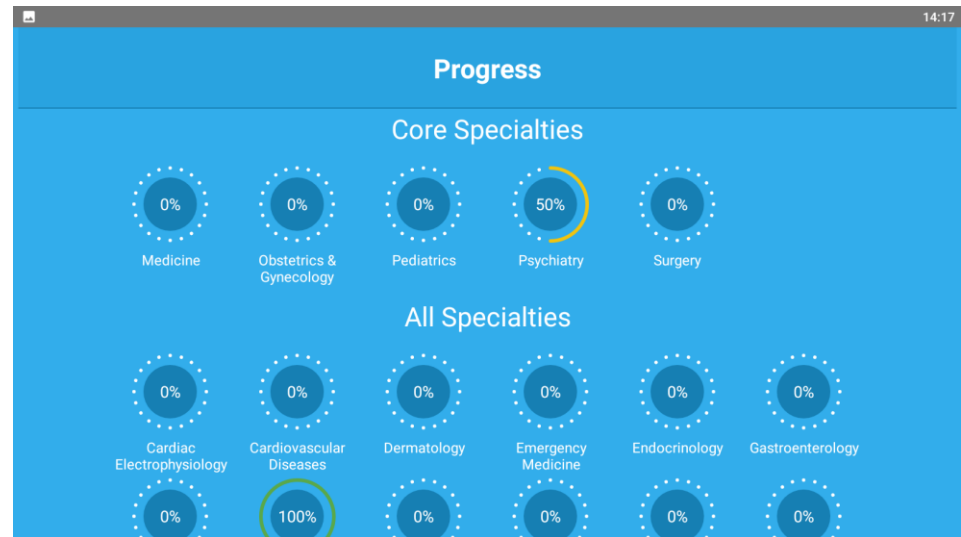 14:17
Progress
Core Specialties
0% 0% 0% 50% 0%
Medicine Obstetrics & Pediatrics Psychiatry Surgery
Gynecology
All Specialties
0% 0% 0% 0% 0% 0%
Cardiac Cardiovascular Dermatology Emergency Endocrinology Gastroenterology
Electrophysiology Diseases Medicine
0% 100% 0% 0% 0% 0%